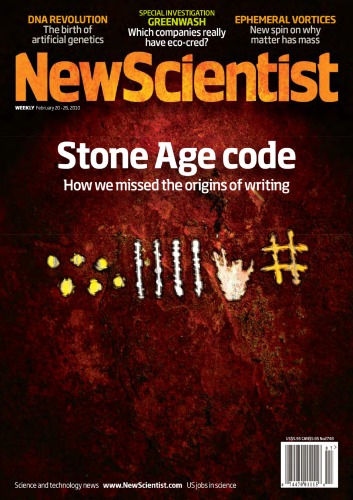 DNA REVOLUTION
The birth of
artificial genetics
SPECIAL INVESTIGATION
GREENWASH
Which companies really
have eco-cred?
EPHEMERAL VORTICES
New spin on why
matter has mass
NewScientist
WEEKLY February 20 - 26, 2010
Stone Age code
How we missed the origins of writing
Science and technology news www.NewScientist.com US jobs in science